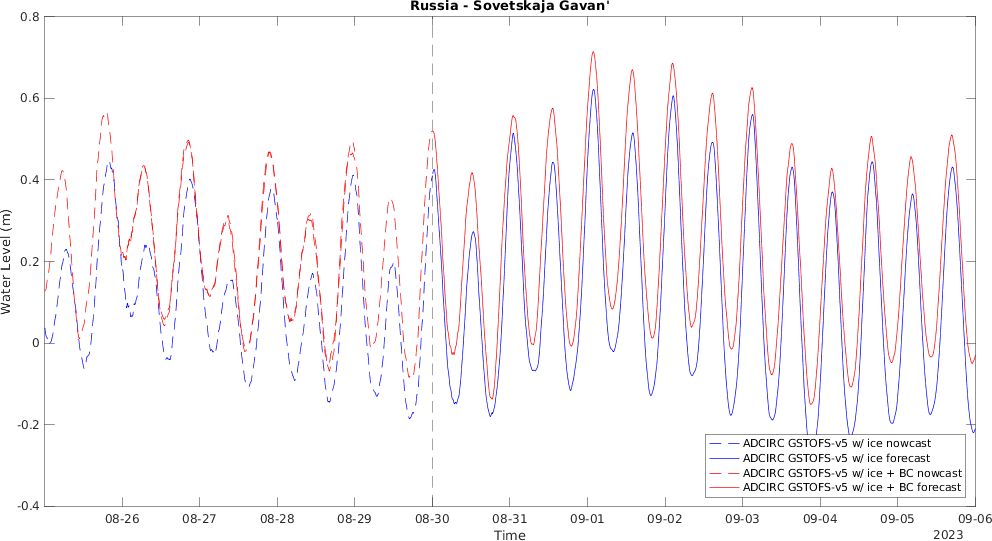 Russia - Sovetskaja Gavan'
0.8
0.6
0.4
0.2
0
-0.2
-0.4
Water Level (m)
ADCIRC GSTOFS-v5 w/ ice nowcast
ADCIRC GSTOFS-v5 w/ ice forecast
ADCIRC GSTOFS-v5 w/ ice + BC nowcast
ADCIRC GSTOFS-v5 w/ ice + BC forecast
08-26 08-27 08-28 08-29 08-30 08-31 09-01 09-02 09-03 09-04 09-05 09-06
Time
2023